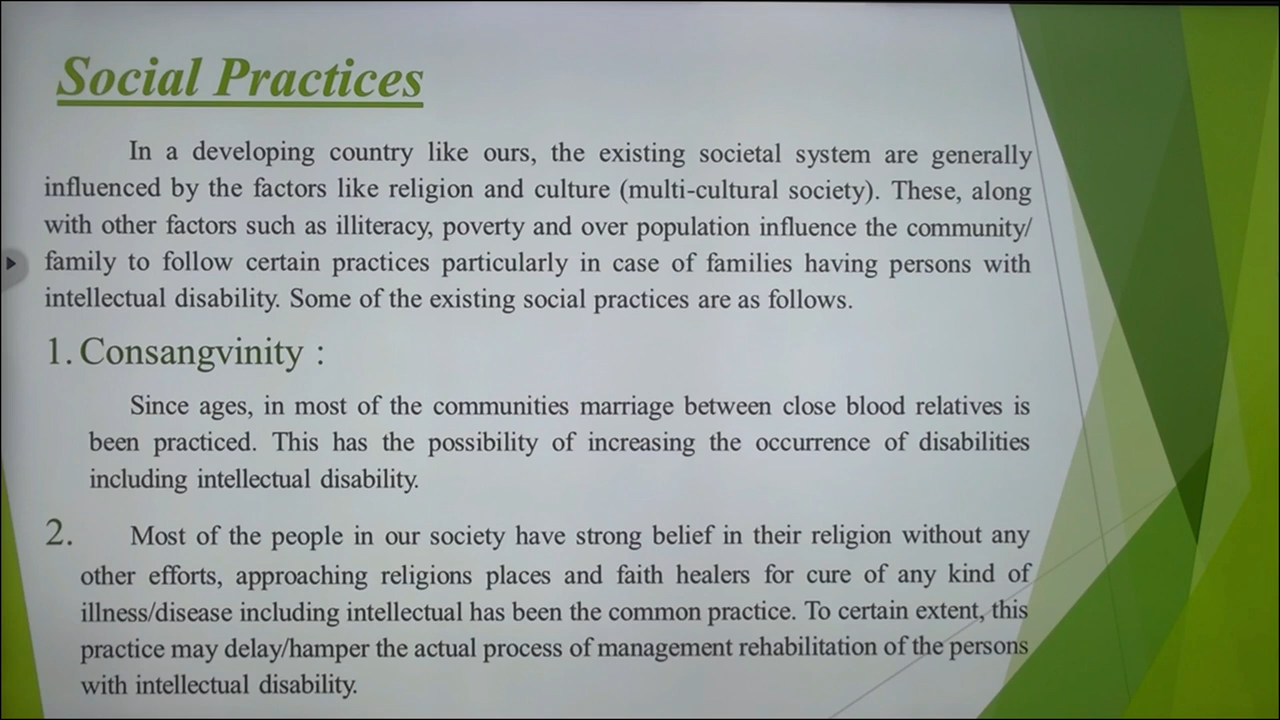 Social Practices
In a developing country like ours, the existing societal system are generally
influenced by the factors like religion and culture (multi-cultural society). These, along
with other factors such as illiteracy, poverty and over population influence the community/
family to follow certain practices particularly in case of families having persons with
intellectual disability. Some of the existing social practices are as follows.
1. Consangvinity :
Since ages, in most of the communities marriage between close blood relatives is
been practiced. This has the possibility of increasing the occurrence of disabilities
including intellectual disability.
2. Most of the people in our society have strong belief in their religion without any
other efforts, approaching religions places and faith healers for cure of any kind of
illness/disease including intellectual has been the common practice. To certain extent, this
practice may delay/hamper the actual process of management rehabilitation of the persons
with intellectual disability.